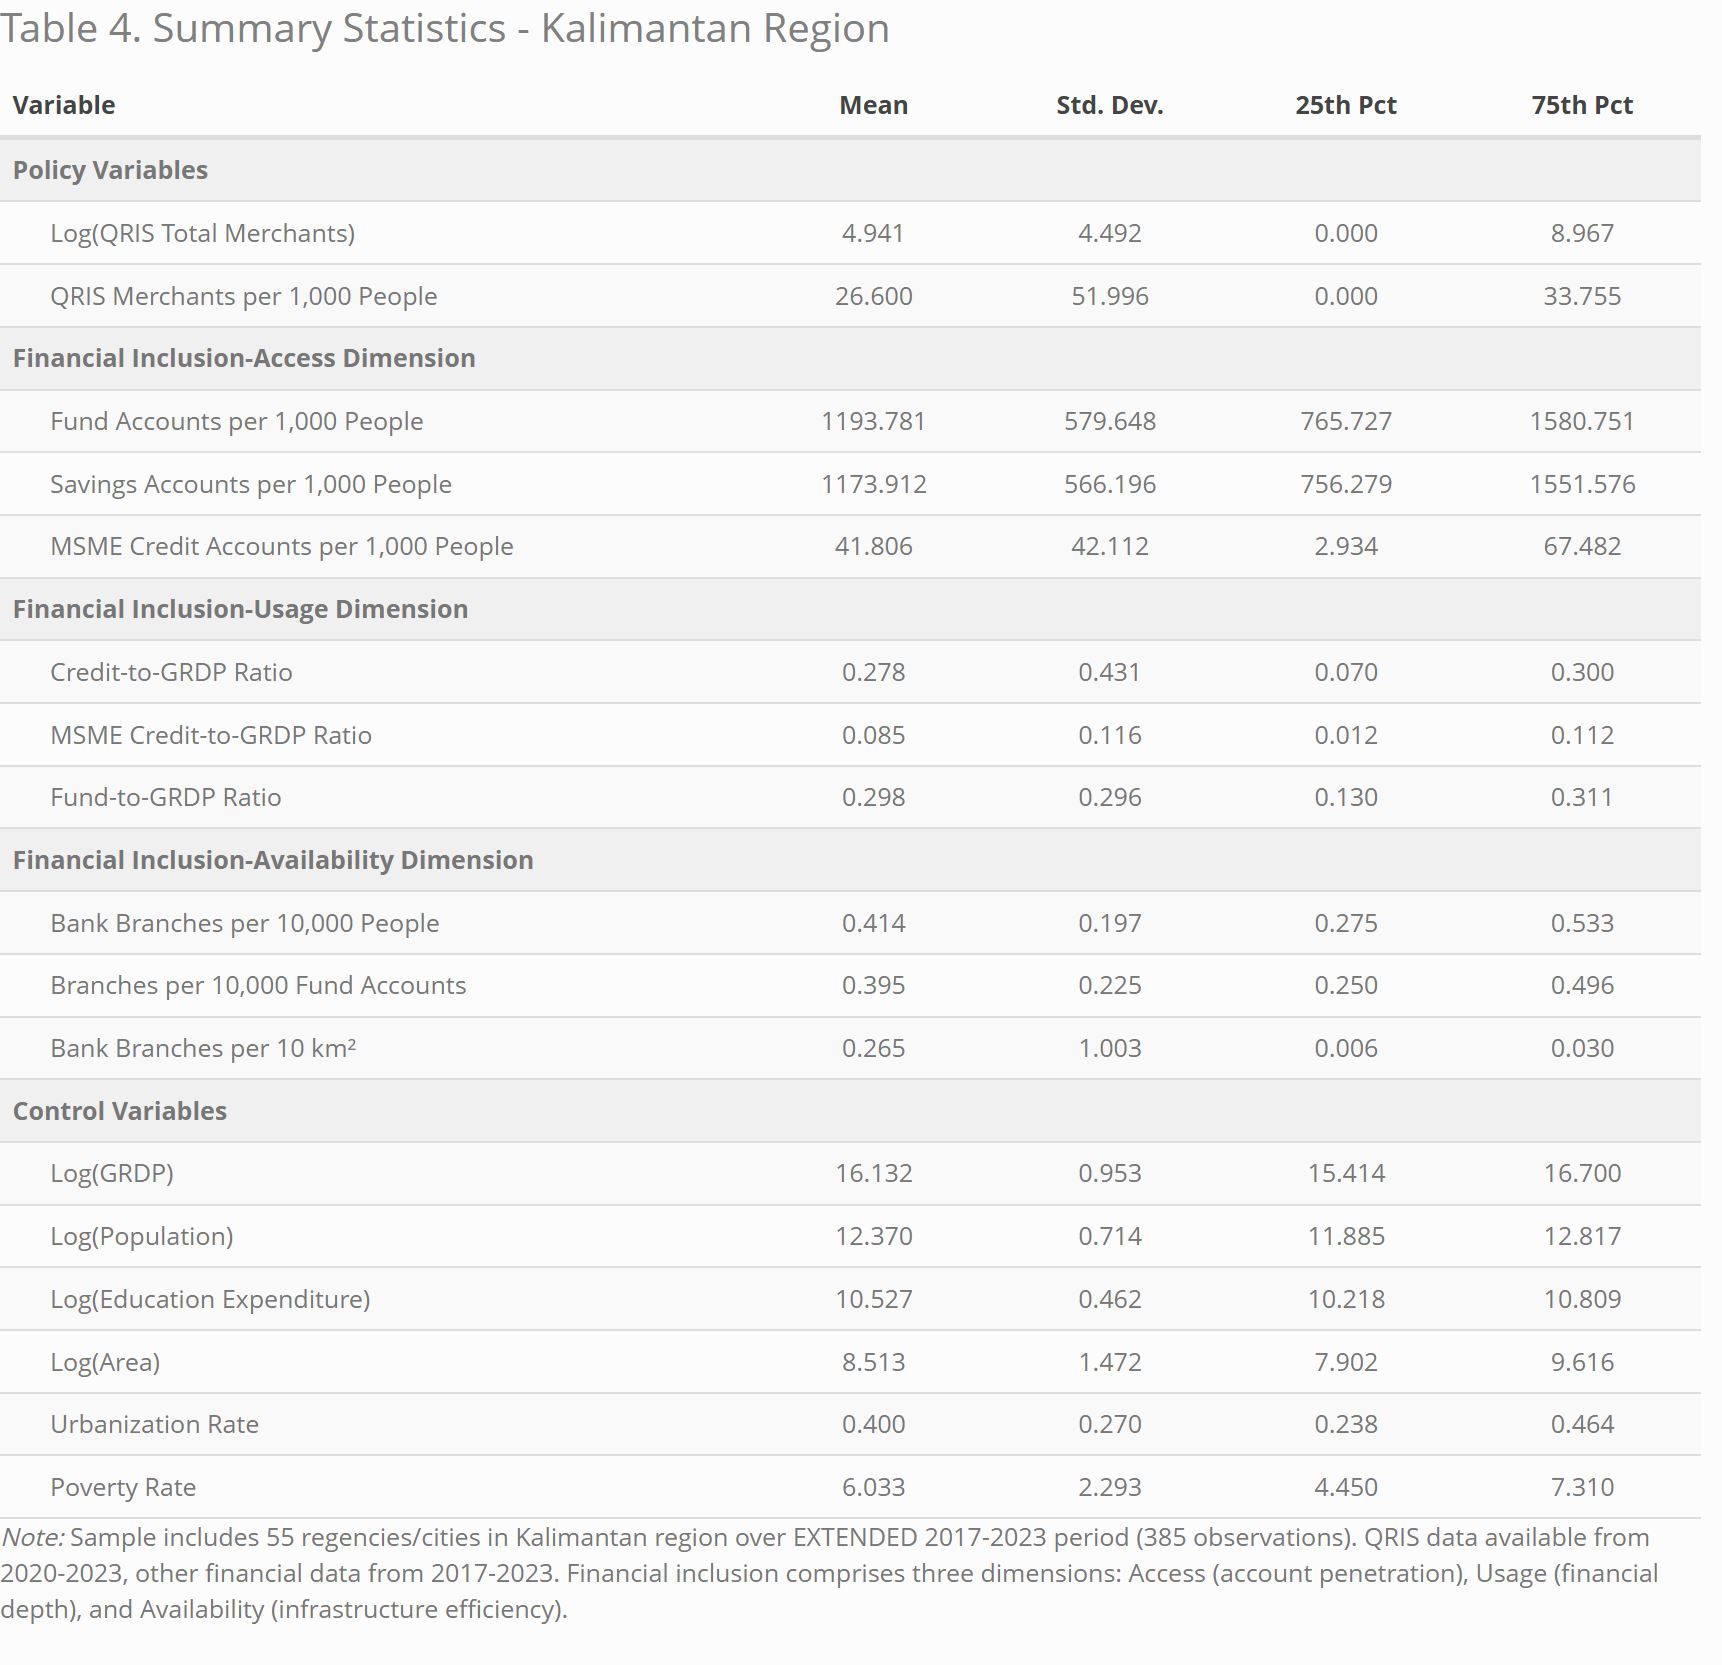 Table 4. Summary Statistics - Kalimantan Region
Variable Mean Std. Dev. 25th Pct 75th Pct
Policy Variables
Log(QRIS Total Merchants) 4.941 4.492 0.000 8.967
QRIS Merchants per 1,000 People 26.600 51.996 0.000 33.755
Financial Inclusion-Access Dimension
Fund Accounts per 1,000 People 1193.781 579.648 765.727 1580.751
Savings Accounts per 1,000 People 1173.912 566.196 756.279 1551.576
MSME Credit Accounts per 1,000 People 41.806 42.112 2.934 67.482
Financial Inclusion-Usage Dimension
Credit-to-GRDP Ratio 0.278 0.431 0.070 0.300
MSME Credit-to-GRDP Ratio 0.085 0.116 0.012 0.112
Fund-to-GRDP Ratio 0.298 0.296 0.130 0.311
Financial Inclusion-Availability Dimension
Bank Branches per 10,000 People 0.414 0.197 0.275 0.533
Branches per 10,000 Fund Accounts 0.395 0.225 0.250 0.496
Bank Branches per 10 km² 0.265 1.003 0.006 0.030
Control Variables
Log(GRDP) 16.132 0.953 15.414 16.700
Log(Population) 12.370 0.714 11.885 12.817
Log(Education Expenditure) 10.527 0.462 10.218 10.809
Log(Area) 8.513 1.472 7.902 9.616
Urbanization Rate 0.400 0.270 0.238 0.464
Poverty Rate 6.033 2.293 4.450 7.310
Note: Sample includes 55 regencies/cities in Kalimantan region over EXTENDED 2017-2023 period (385 observations). QRIS data available from
2020-2023, other financial data from 2017-2023. Financial inclusion comprises three dimensions: Access (account penetration), Usage (financial
depth), and Availability (infrastructure efficiency).